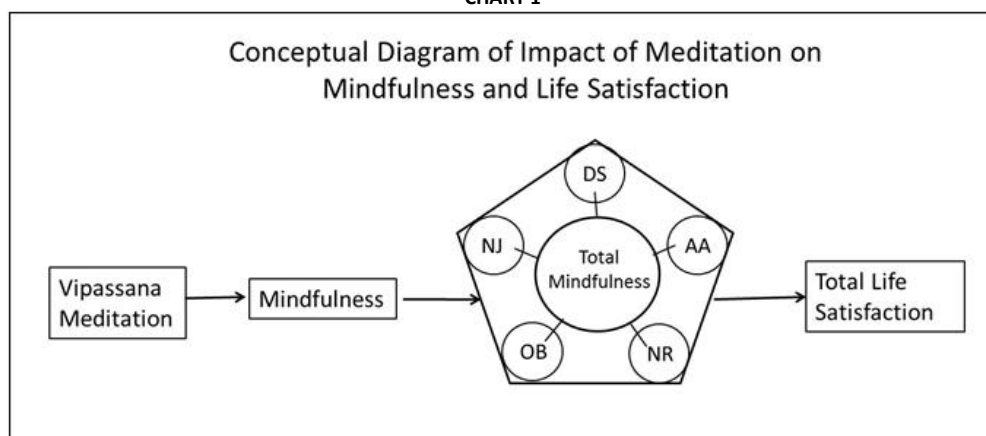 CHART 1
Conceptual Diagram of Impact of Meditation on
Mindfulness and Life Satisfaction
DS
NJ
AA
Total
Mindfulness
Vipassana
Meditation
Mindfulness
Total Life
Satisfaction
OB
NR